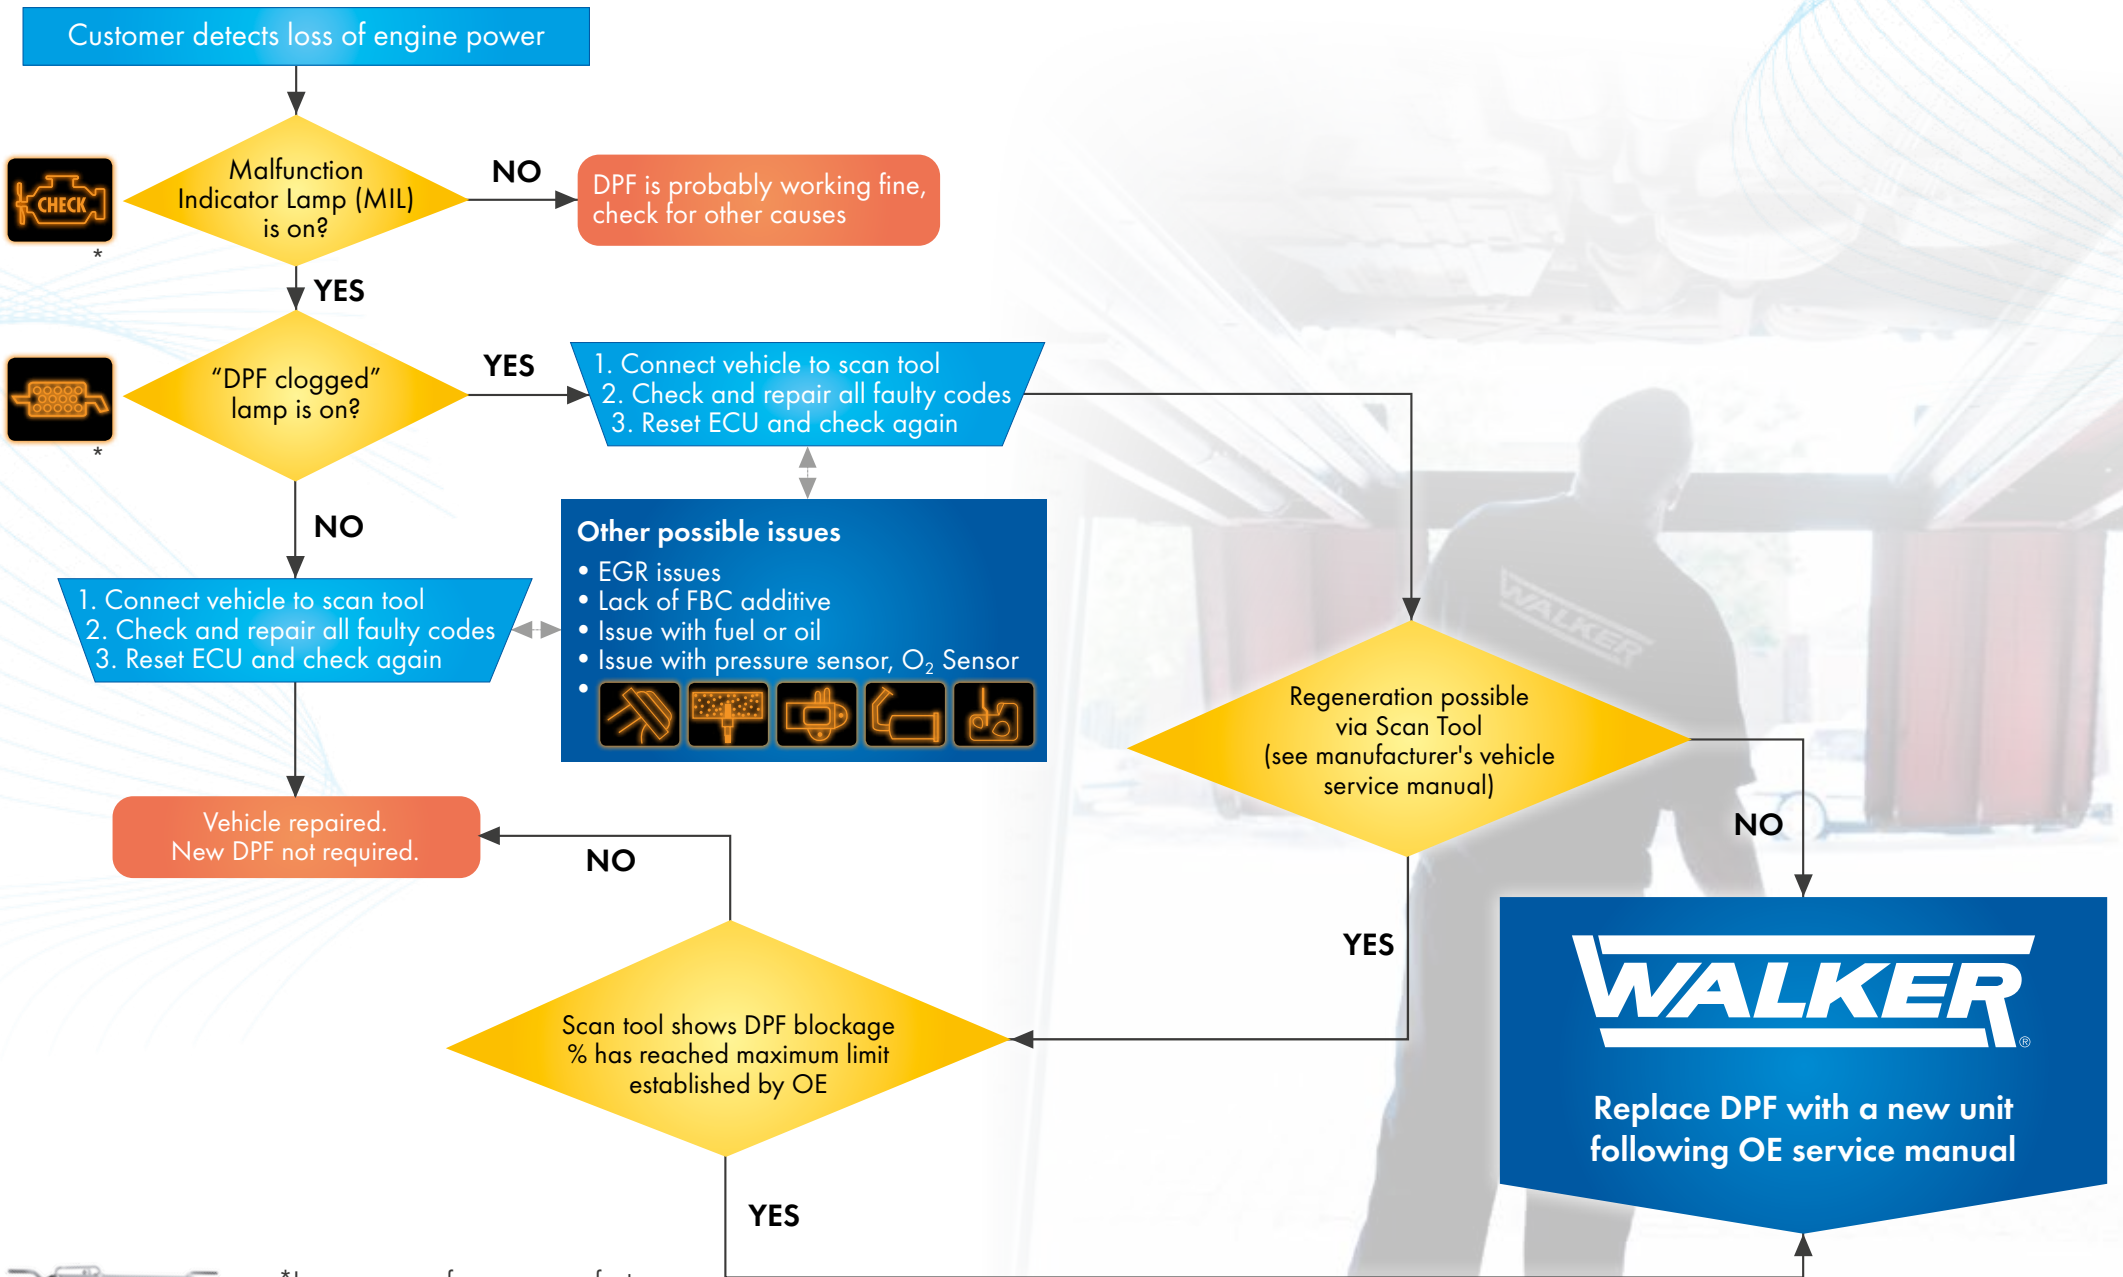 Customer detects loss of engine power
Malfunction
Indicator Lamp (MIL)
is on?
CHECK
*
NO
DPF is probably working fine,
check for other causes
YES
“DPF clogged”
lamp is on?
*
YES
1. Connect vehicle to scan tool
2. Check and repair all faulty codes
3. Reset ECU and check again
NO
1. Connect vehicle to scan tool
2. Check and repair all faulty codes
3. Reset ECU and check again
Other possible issues
• EGR issues
• Lack of FBC additive
• Issue with fuel or oil
• Issue with pressure sensor, O₂ Sensor
•
Vehicle repaired.
New DPF not required.
NO
WALKER
Regeneration possible
via Scan Tool
(see manufacturer's vehicle
service manual)
NO
YES
Scan tool shows DPF blockage
% has reached maximum limit
established by OE
YES
WALKER®
Replace DPF with a new unit
following OE service manual